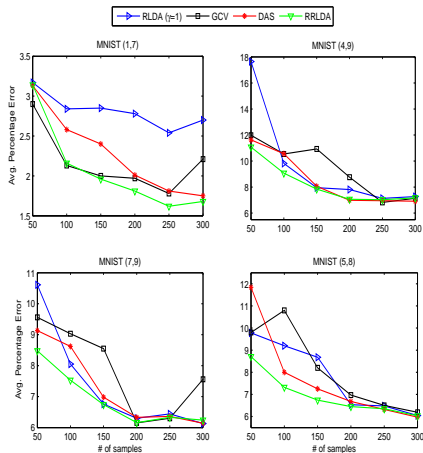 RLDA (γ=1) GCV DAS RRLDA
MNIST (1,7)
Avg. Percentage Error
3.5
3
2.5
2
1.5
50 100 150 200 250 300
MNIST (4,9)
18
16
14
12
10
8
6
50 100 150 200 250 300
MNIST (7,9)
Avg. Percentage Error
11
10
9
8
7
6
50 100 150 200 250 300
# of samples
MNIST (5,8)
12
11
10
9
8
7
6
50 100 150 200 250 300
# of samples